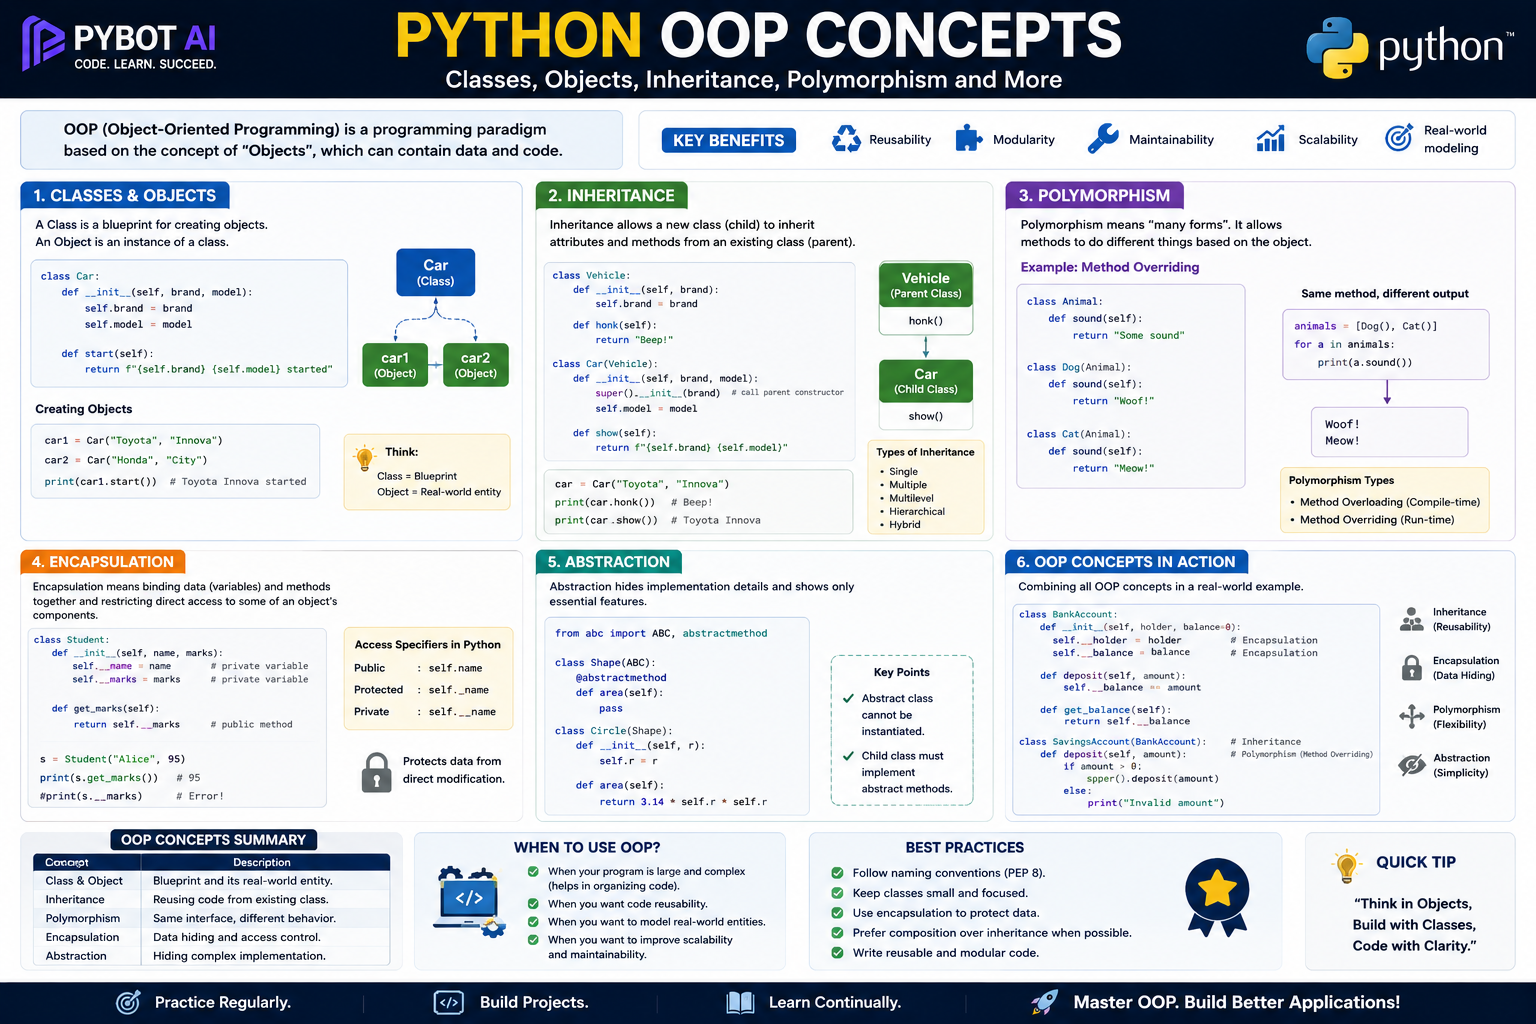 PYBOT AI
CODE. LEARN. SUCCEED.
PYTHON OOP CONCEPTS
Classes, Objects, Inheritance, Polymorphism and More
python™
OOP (Object-Oriented Programming) is a programming paradigm
based on the concept of “Objects”, which can contain data and code.
KEY BENEFITS
Reusability
Modularity
Maintainability
Scalability
Real-world
modeling
1. CLASSES & OBJECTS
A Class is a blueprint for creating objects.
An Object is an instance of a class.
class Car:
def __init__(self, brand, model):
self.brand = brand
self.model = model
def start(self):
return f"{self.brand} {self.model} started"
Car
(Class)
car1
(Object)
car2
(Object)
Creating Objects
car1 = Car("Toyota", "Innova")
car2 = Car("Honda", "City")
print(car1.start()) # Toyota Innova started
Think:
Class = Blueprint
Object = Real-world entity
2. INHERITANCE
Inheritance allows a new class (child) to inherit
attributes and methods from an existing class (parent).
class Vehicle:
def __init__(self, brand):
self.brand = brand
def honk(self):
return "Beep!"
class Car(Vehicle):
def __init__(self, brand, model):
super().__init__(brand) # call parent constructor
self.model = model
def show(self):
return f"{self.brand} {self.model}"
car = Car("Toyota", "Innova")
print(car.honk()) # Beep!
print(car.show()) # Toyota Innova
Vehicle
(Parent Class)
honk()
Car
(Child Class)
show()
Types of Inheritance
• Single
• Multiple
• Multilevel
• Hierarchical
• Hybrid
3. POLYMORPHISM
Polymorphism means “many forms”. It allows
methods to do different things based on the object.
Example: Method Overriding
class Animal:
def sound(self):
return "Some sound"
class Dog(Animal):
def sound(self):
return "Woof!"
class Cat(Animal):
def sound(self):
return "Meow!"
Same method, different output
animals = [Dog(), Cat()]
for a in animals:
print(a.sound())
Woof!
Meow!
Polymorphism Types
• Method Overloading (Compile-time)
• Method Overriding (Run-time)
4. ENCAPSULATION
Encapsulation means binding data (variables) and methods
together and restricting direct access to some of an object's
components.
class Student:
def __init__(self, name, marks):
self.__mame = name # private variable
self.__marks = marks # private variable
def get_marks(self):
return self.__marks # public method
s = Student("Alice", 95)
print(s.get_marks()) # 95
#print(s.__marks) # Error!
Access Specifiers in Python
Public : self.name
Protected : self._name
Private : self.__name
Protects data from
direct modification.
5. ABSTRACTION
Abstraction hides implementation details and shows only
essential features.
from abc import ABC, abstractmethod
class Shape(ABC):
@abstractmethod
def area(self):
pass
class Circle(Shape):
def __init__(self, r):
self.r = r
def area(self):
return 3.14 * self.r * self.r
Key Points
Abstract class
cannot be
instantiated.
Child class must
implement
abstract methods.
6. OOP CONCEPTS IN ACTION
Combining all OOP concepts in a real-world example.
class BankAccount:
def __init__(self, holder, balance=0):
self.__holder = holder # Encapsulation
self.__balance = balance # Encapsulation
def deposit(self, amount):
self.__balance == amount
def get_balance(self):
return self.__balance
class SavingsAccount(BankAccount): # Inheritance
def deposit(self, amount): # Polymorphism (Method Overriding)
if amount > 0:
spper().deposit(amount)
else:
print("Invalid amount")
Inheritance
(Reusability)
Encapsulation
(Data Hiding)
Polymorphism
(Flexibility)
Abstraction
(Simplicity)
OOP CONCEPTS SUMMARY
Description
Class & Object Blueprint and its real-world entity.
Inheritance Reusing code from existing class.
Polymorphism Same interface, different behavior.
Encapsulation Data hiding and access control.
Abstraction Hiding complex implementation.
WHEN TO USE OOP?
</>
When your program is large and complex
(helps in organizing code).
When you want code reusability.
When you want to model real-world entities.
When you want to improve scalability
and maintainability.
BEST PRACTICES
Follow naming conventions (PEP 8).
Keep classes small and focused.
Use encapsulation to protect data.
Prefer composition over inheritance when possible.
Write reusable and modular code.
QUICK TIP
“Think in Objects,
Build with Classes,
Code with Clarity.”
Practice Regularly.
</>
Build Projects.
Learn Continually.
Master OOP. Build Better Applications!